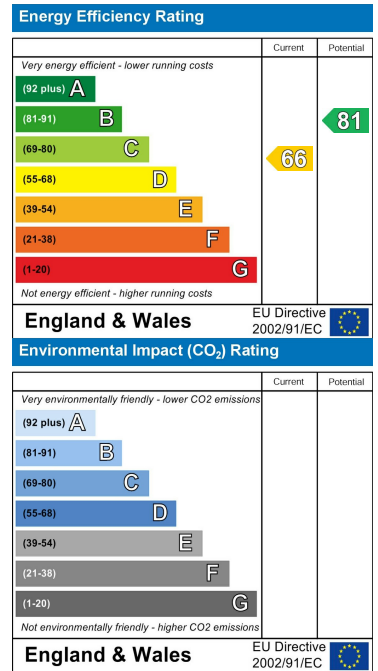 Energy Efficiency Rating
Current Potential
Very energy efficient - lower running costs
(92 plus) A
(81-91) B
81
(69-80) C
66
(55-68) D
(39-54) E
(21-38) F
(1-20) G
Not energy efficient - higher running costs
England & Wales
EU Directive
2002/91/EC
Environmental Impact (CO₂) Rating
Current Potential
Very environmentally friendly - lower CO2 emissions
(92 plus) A
(81-91) B
(69-80) C
(55-68) D
(39-54) E
(21-38) F
(1-20) G
Not environmentally friendly - higher CO2 emissions
England & Wales
EU Directive
2002/91/EC